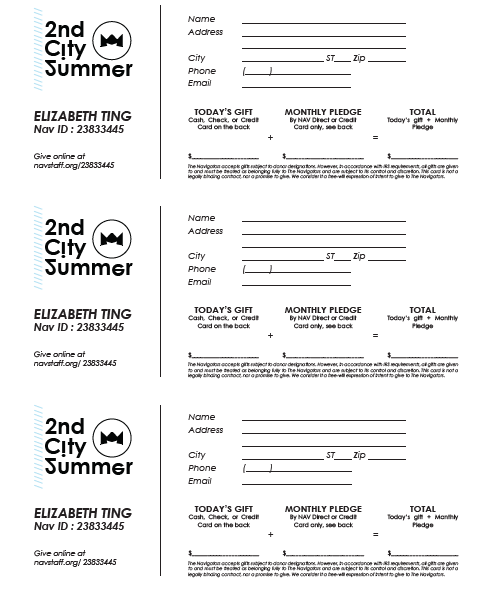 2nd
City
Summer
ELIZABETH TING
Nav ID : 23833445
Give online at
navstaff.org/23833445
Name
Address
City ST Zip
Phone ( )
Email
TODAY'S GIFT MONTHLY PLEDGE TOTAL
Cash, Check, or Credit By NAV Direct or Credit Today's gift + Monthly
Card on the back Card only, see back Pledge
+ =
$ $ $
The Navigators accepts gifts subject to donor designations. However, in accordance with IRS requirements, all gifts are given
to and must be treated as belonging fully to The Navigators and are subject to its control and discretion. This card is not a
legally binding contract, nor a promise to give. We consider it a free-will expression of intent to give to The Navigators.
2nd
City
Summer
ELIZABETH TING
Nav ID : 23833445
Give online at
navstaff.org/ 23833445
Name
Address
City ST Zip
Phone ( )
Email
TODAY'S GIFT MONTHLY PLEDGE TOTAL
Cash, Check, or Credit By NAV Direct or Credit Today's gift + Monthly
Card on the back Card only, see back Pledge
+ =
$ $ $
The Navigators accepts gifts subject to donor designations. However, in accordance with IRS requirements, all gifts are given
to and must be treated as belonging fully to The Navigators and are subject to its control and discretion. This card is not a
legally binding contract, nor a promise to give. We consider it a free-will expression of intent to give to The Navigators.
2nd
City
Summer
ELIZABETH TING
Nav ID : 23833445
Give online at
navstaff.org/ 23833445
Name
Address
City ST Zip
Phone ( )
Email
TODAY'S GIFT MONTHLY PLEDGE TOTAL
Cash, Check, or Credit By NAV Direct or Credit Today's gift + Monthly
Card on the back Card only, see back Pledge
+ =
$ $ $
The Navigators accepts gifts subject to donor designations. However, in accordance with IRS requirements, all gifts are given
to and must be treated as belonging fully to The Navigators and are subject to its control and discretion. This card is not a
legally binding contract, nor a promise to give. We consider it a free-will expression of intent to give to The Navigators.